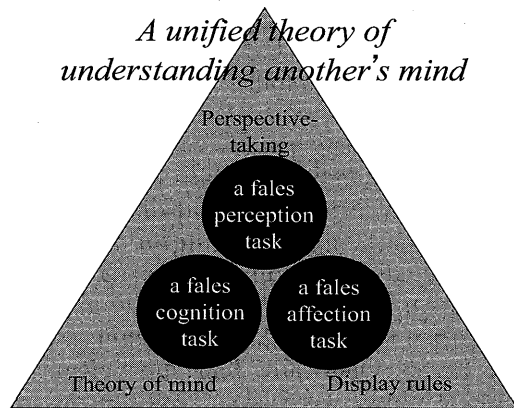 A unified theory of
understanding another's mind
Perspective-
taking
a fales
perception
task
a fales
cognition
task
a fales
affection
task
Theory of mind
Display rules